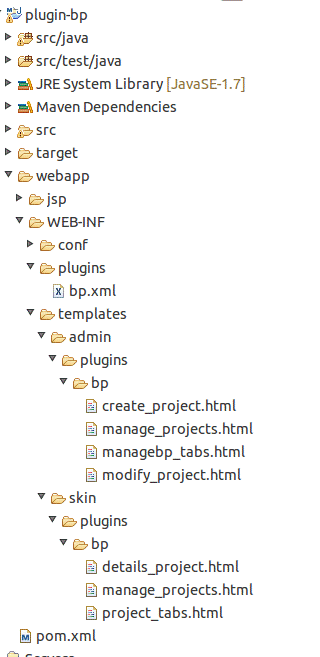 plugin-bp
src/java
src/test/java
JRE System Library [JavaSE-1.7]
Maven Dependencies
src
target
webapp
jsp
WEB-INF
conf
plugins
bp.xml
templates
admin
plugins
bp
create_project.html
manage_projects.html
managebp_tabs.html
modify_project.html
skin
plugins
bp
details_project.html
manage_projects.html
project_tabs.html
pom.xml